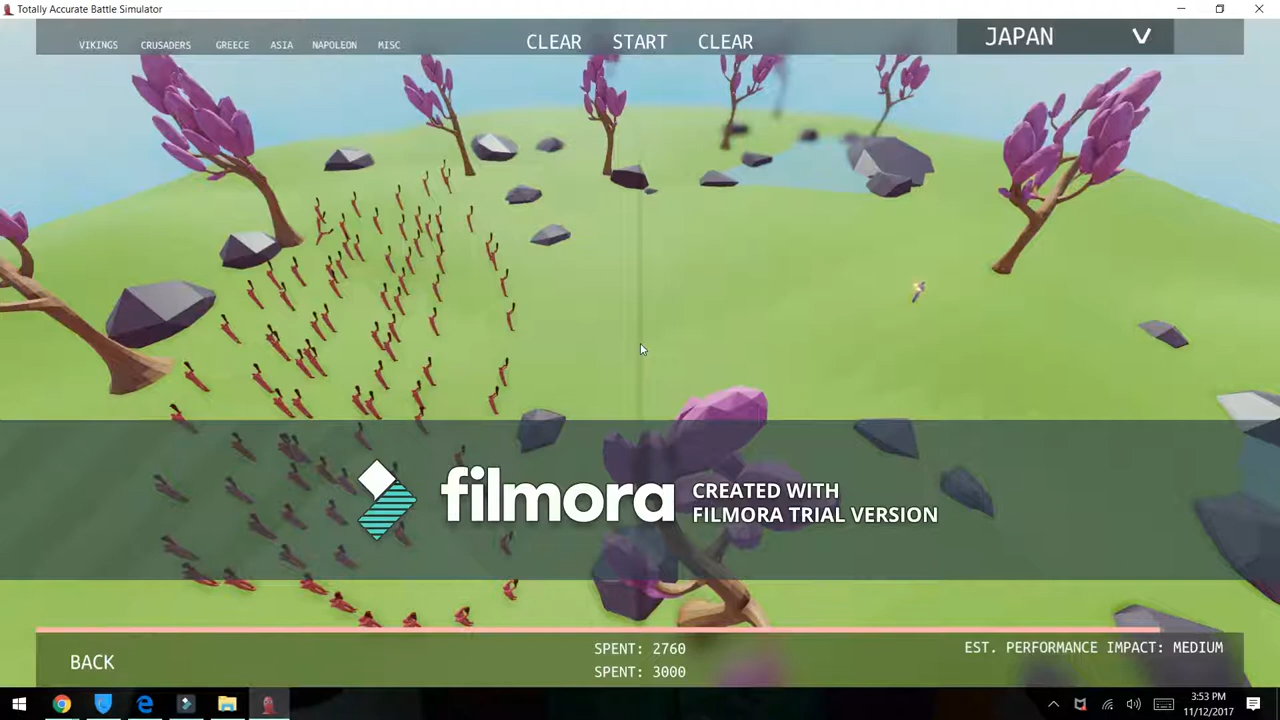 Totally Accurate Battle Simulator
VIKINGS CRUSADERS GREECE ASIA NAPOLEON MISC
CLEAR START CLEAR
JAPAN V
filmora
CREATED WITH
FILMORA TRIAL VERSION
BACK
SPENT: 2760
SPENT: 3000
EST. PERFORMANCE IMPACT: MEDIUM
3:53 PM
11/12/2017